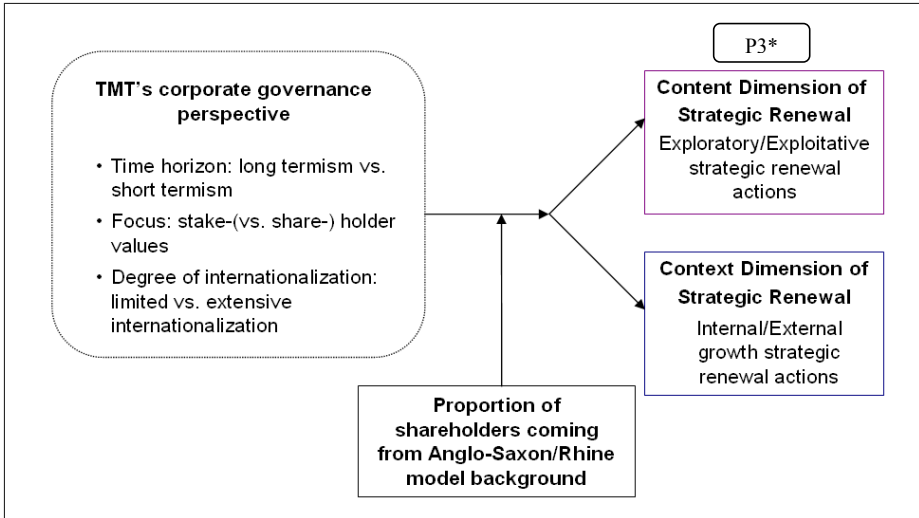 P3*
TMT's corporate governance
perspective
• Time horizon: long termism vs.
short termism
• Focus: stake-(vs. share-) holder
values
• Degree of internationalization:
limited vs. extensive
internationalization
Content Dimension of
Strategic Renewal
Exploratory/Exploitative
strategic renewal
actions
Context Dimension of
Strategic Renewal
Internal/External
growth strategic
renewal actions
Proportion of
shareholders coming
from Anglo-Saxon/Rhine
model background